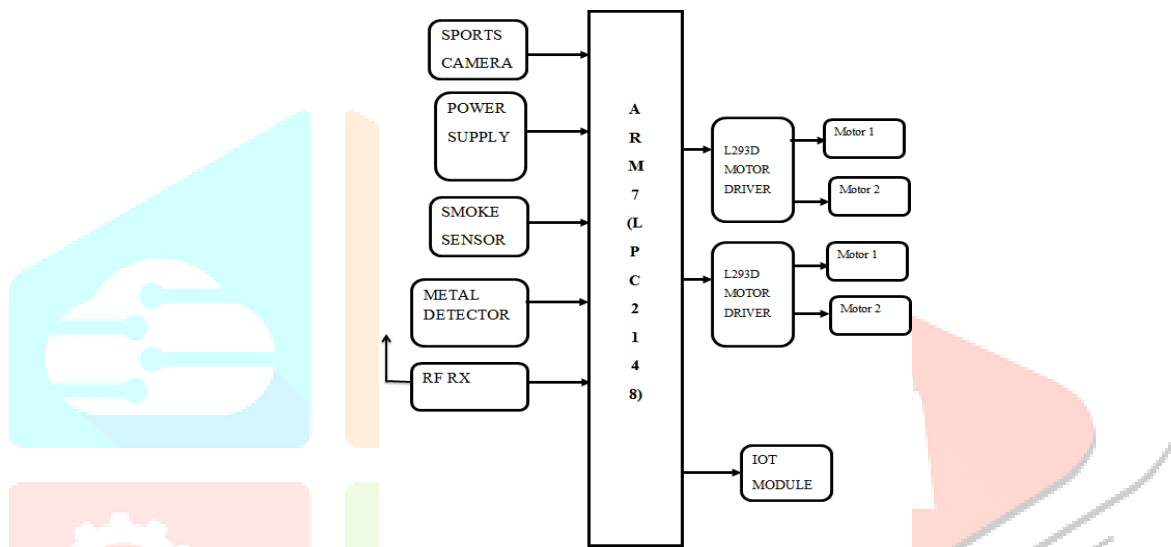 SPORTS
CAMERA
POWER
SUPPLY
SMOKE
SENSOR
METAL
DETECTOR
RF RX
A
R
M
7
(L
P
C
2
1
4
8)
L293D
MOTOR
DRIVER
Motor 1
Motor 2
L293D
MOTOR
DRIVER
Motor 1
Motor 2
IOT
MODULE